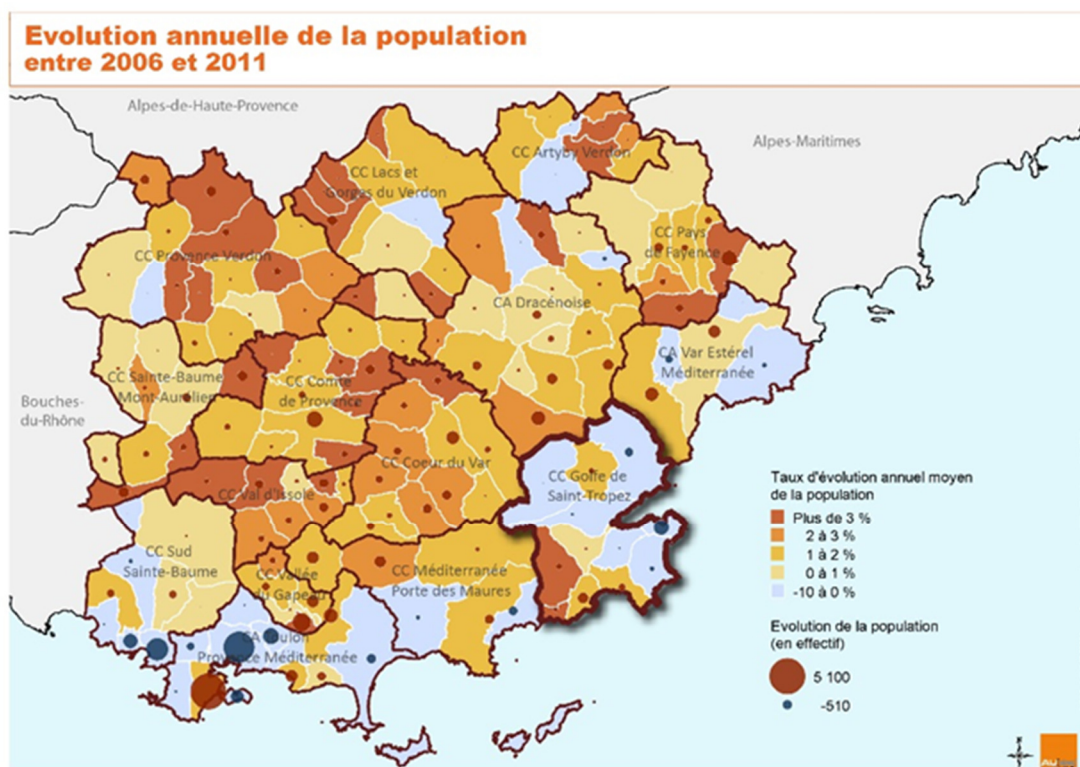 Evolution annuelle de la population
entre 2006 et 2011
Alpes-de-Haute-Provence
Alpes-Maritimes
CC Artyby Verdon
CC Lacs et
Gorges du Verdon
CC Provence Verdon
CC Pays
de Fayence
CA Dracénoise
CA Var Estérel
Méditerranée
CC Sainte-Baume
Mont-Aurélien
CC Comté
de Provence
Bouches-
du-Rhône
CC Coeur du Var
CC Golfe de
Saint-Tropez
CC Val d'Issole
CC Sud
Sainte-Baume
CC Vallée
du Gapeau
CC Méditerranée
Porte des Maures
CA Toulon
Provence Méditerranée
Taux d'évolution annuel moyen
de la population
Plus de 3 %
2 à 3 %
1 à 2 %
0 à 1 %
-10 à 0 %
Evolution de la population
(en effectif)
5 100
-510